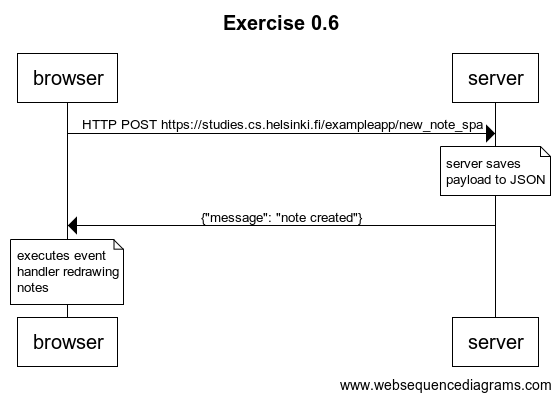 Exercise 0.6
browser
server
HTTP POST https://studies.cs.helsinki.fi/exampleapp/new_note_spa
server saves
payload to JSON
{"message": "note created"}
executes event
handler redrawing
notes
browser
server
www.websequencediagrams.com